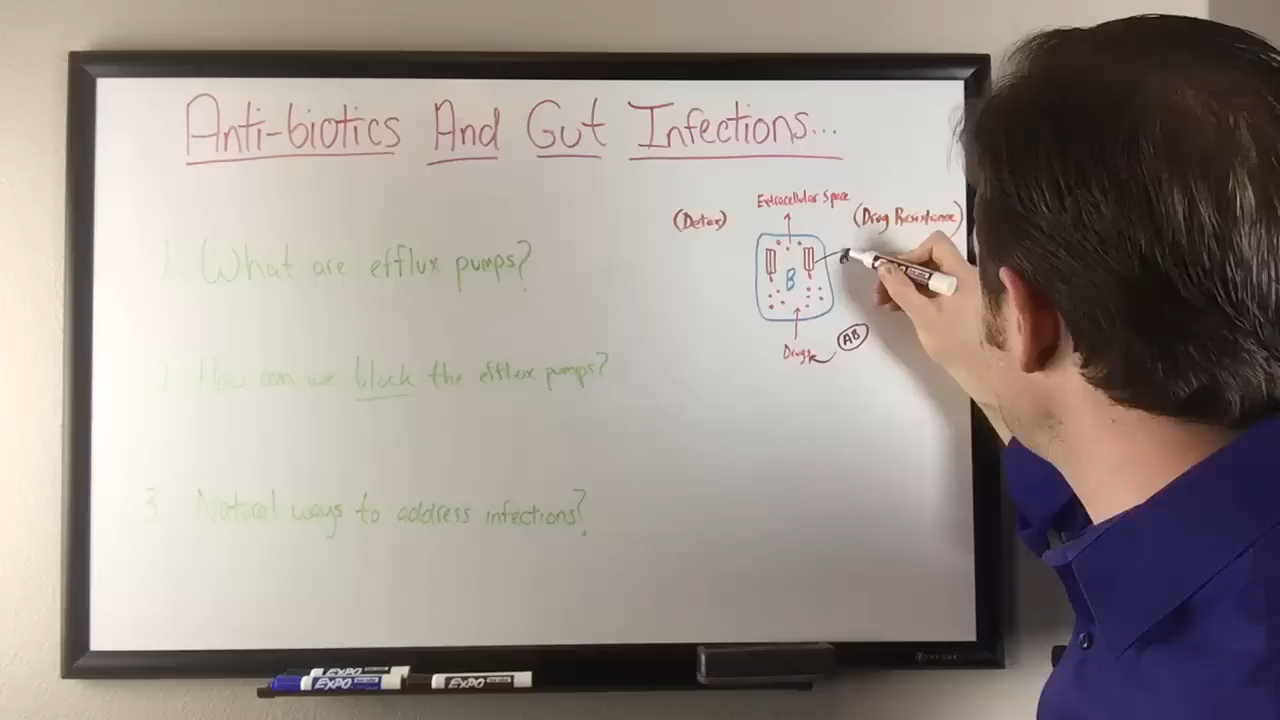 Anti-biotics And Gut Infections...
Extracellular Space
(Detox)
(Drug Resistance)
1. What are efflux pumps?
B
AB
Drugs
2. How can we block the efflux pumps?
3. Natural ways to address infections?
EXPO
EXPO
EXPO